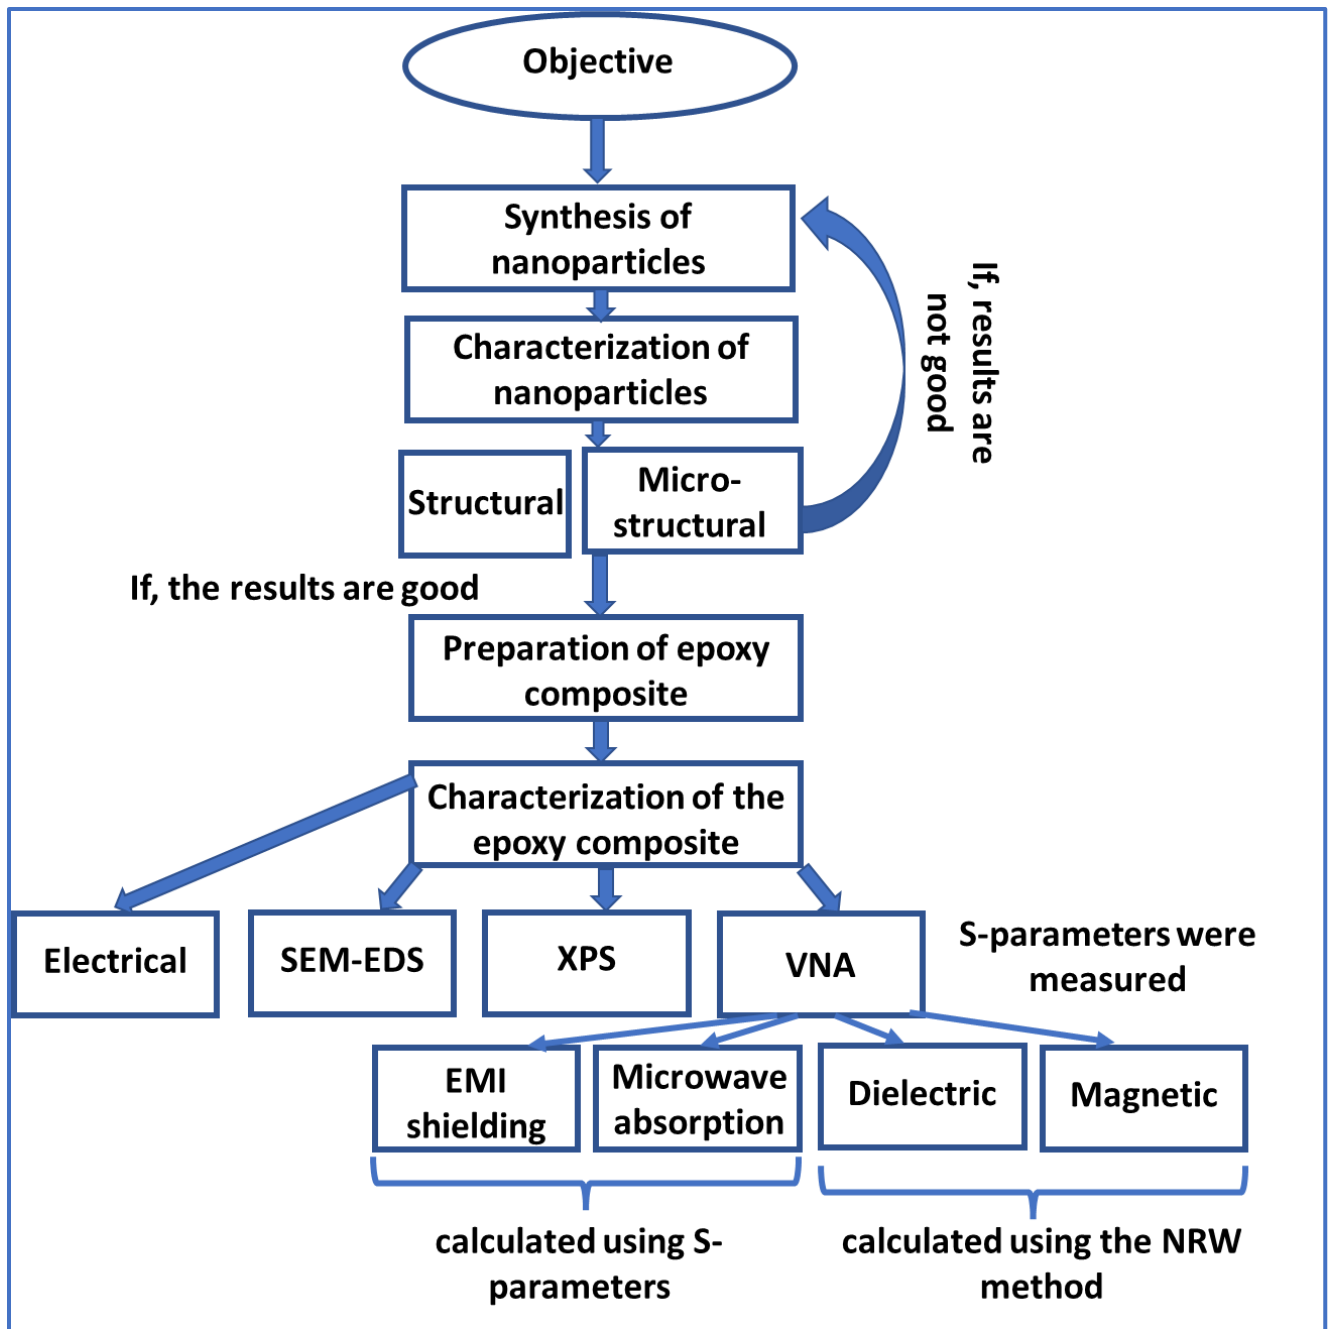 Objective
Synthesis of
nanoparticles
If, results are
not good
Characterization of
nanoparticles
Structural
Micro-
structural
If, the results are good
Preparation of epoxy
composite
Characterization of the
epoxy composite
Electrical
SEM-EDS
XPS
VNA
S-parameters were
measured
EMI
shielding
Microwave
absorption
Dielectric
Magnetic
calculated using S-
parameters
calculated using the NRW
method